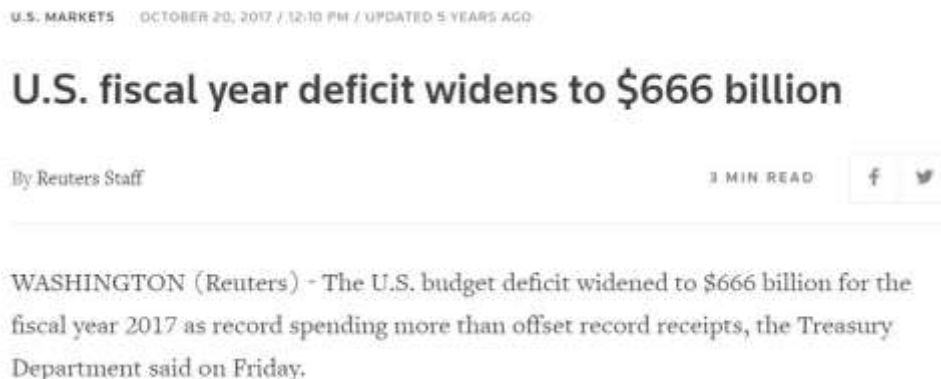 U.S. MARKETS OCTOBER 20, 2017 / 12:10 PM / UPDATED 5 YEARS AGO
U.S. fiscal year deficit widens to $666 billion
By Reuters Staff 3 MIN READ
WASHINGTON (Reuters) - The U.S. budget deficit widened to $666 billion for the
fiscal year 2017 as record spending more than offset record receipts, the Treasury
Department said on Friday.